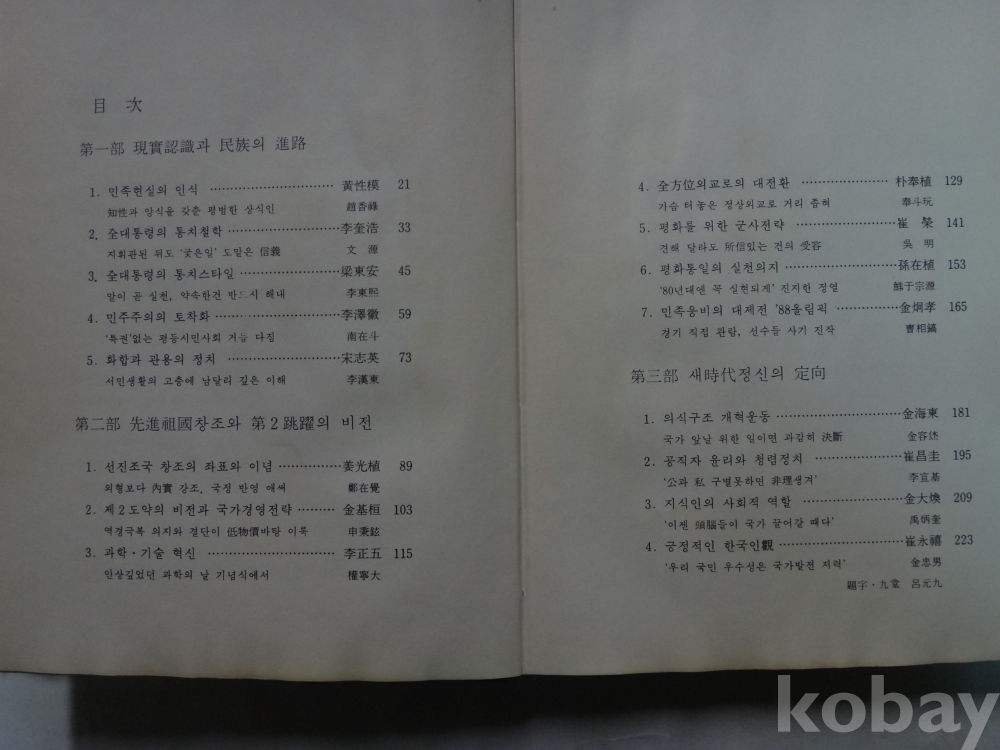 目 次
第一部 現實認識과 民族의 進路
1. 민족현실의 인식 ································ 黃性模 21
知性과 양식을 갖춘 평범한 상식인 趙香祿
2. 全대통령의 통치철학 ································ 李奎浩 33
지휘관된 뒤도 '궂은일' 도맡은 信義 文 源
3. 全대통령의 통치스타일 ································ 梁東安 45
말이 곧 실천, 약속한건 반드시 해내 李東熙
4. 민주주의의 토착화 ································ 李澤徽 59
'특권'없는 평등시민사회 거듭 다짐 南在斗
5. 화합과 관용의 정치 ································ 宋志英 73
서민생활의 고충에 남달리 깊은 이해 李漢東
第二部 先進祖國창조와 第2跳躍의 비전
1. 선진조국 창조의 좌표와 이념 ······················ 姜光植 89
외형보다 內實 강조, 국정 반영 애써 鄭在覺
2. 제2도약의 비전과 국가경영전략 ·················· 金基桓 103
역경극복 의지와 결단이 低物價바탕 이룩 申秉鉉
3. 과학·기술 혁신 ································ 李正五 115
인상깊었던 과학의 날 기념식에서 權寧大
4. 全方位외교로의 대전환 ······················ 朴奉植 129
가슴 터놓은 정상외교로 거리 좁혀 奉斗玩
5. 평화를 위한 군사전략 ······················ 崔 榮 141
견해 달라도 所信있는 건의 受容 吳 明
6. 평화통일의 실천의지 ······················ 孫在植 153
'80년대엔 꼭 실현되게' 진지한 정열 鮮于宗源
7. 민족웅비의 대제전 '88올림픽 ·················· 金炯孝 165
경기 직접 관람, 선수들 사기 진작 曺相鎬
第三部 새時代정신의 定向
1. 의식구조 개혁운동 ································ 金海東 181
국가 앞날 위한 일이면 과감히 決斷 金容
2. 공직자 윤리와 청렴정치 ······················ 崔昌圭 195
'公과 私 구별못하면 非理생겨' 李宣基
3. 지식인의 사회적 역할 ······················ 金大煥 209
'이젠 頭腦들이 국가 끌어갈 때다' 禹炳奎
4. 긍정적인 한국인觀 ································ 崔永禧 223
'우리 국민 우수성은 국가발전 저력' 金忠男
題字·九堂 呂元九
kobay